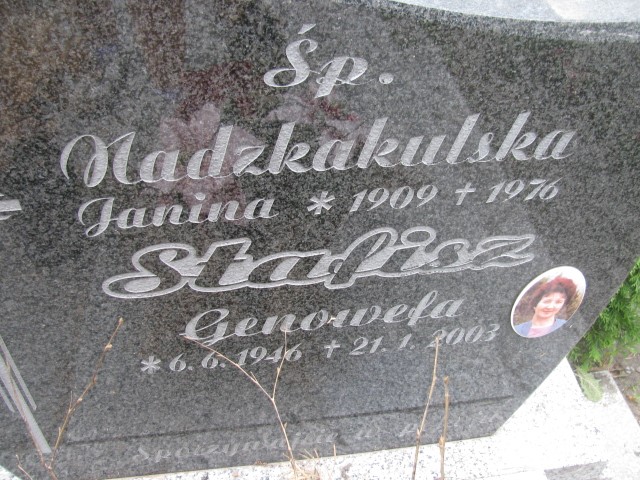 Śp.
Nadzkakulska
Janina * 1909 † 1976
Stafisz
Genowefa
* 6. 6. 1946 † 21. 1. 2003